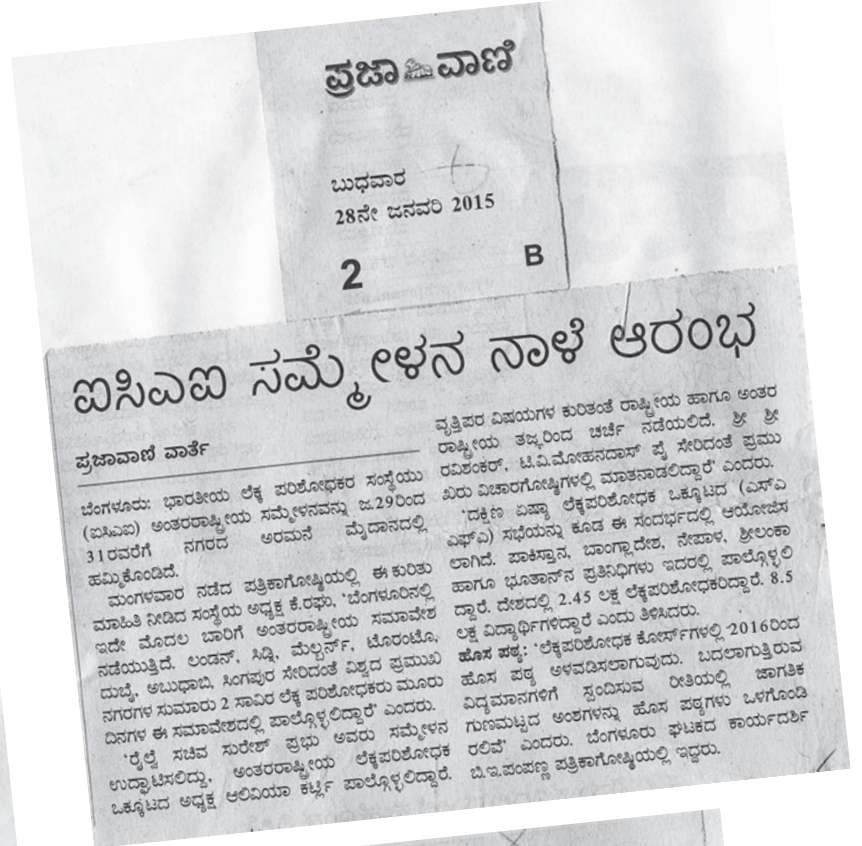 ಪ್ರಜಾವಾಣಿ
ಬುಧವಾರ
28ನೇ ಜನವರಿ 2015
2
B
ಐಸಿಎಐ ಸಮ್ಮೇಳನ ನಾಳೆ ಆರಂಭ
ಪ್ರಜಾವಾಣಿ ವಾರ್ತೆ
ಬೆಂಗಳೂರು: ಭಾರತೀಯ ಲೆಕ್ಕ ಪರಿಶೋಧಕರ ಸಂಸ್ಥೆಯು
(ಐಸಿಎಐ) ಅಂತರರಾಷ್ಟ್ರೀಯ ಸಮ್ಮೇಳನವನ್ನು ಜ.29ರಿಂದ
31ರವರೆಗೆ ನಗರದ ಅರಮನೆ ಮೈದಾನದಲ್ಲಿ
ಹಮ್ಮಿಕೊಂಡಿದೆ.
ಮಂಗಳವಾರ ನಡೆದ ಪತ್ರಿಕಾಗೋಷ್ಠಿಯಲ್ಲಿ ಈ ಕುರಿತು
ಮಾಹಿತಿ ನೀಡಿದ ಸಂಸ್ಥೆಯ ಅಧ್ಯಕ್ಷ ಕೆ.ರಘು, 'ಬೆಂಗಳೂರಿನಲ್ಲಿ
ಇದೇ ಮೊದಲ ಬಾರಿಗೆ ಅಂತರರಾಷ್ಟ್ರೀಯ ಸಮಾವೇಶ
ನಡೆಯುತ್ತಿದೆ. ಲಂಡನ್, ಸಿಡ್ನಿ, ಮೆಲ್ಬರ್ನ್, ಟೊರಂಟೊ,
ದುಬೈ, ಅಬುಧಾಬಿ, ಸಿಂಗಪುರ ಸೇರಿದಂತೆ ವಿಶ್ವದ ಪ್ರಮುಖ
ನಗರಗಳ ಸುಮಾರು 2 ಸಾವಿರ ಲೆಕ್ಕ ಪರಿಶೋಧಕರು ಮೂರು
ದಿನಗಳ ಈ ಸಮಾವೇಶದಲ್ಲಿ ಪಾಲ್ಗೊಳ್ಳಲಿದ್ದಾರೆ' ಎಂದರು.
'ರೈಲ್ವೆ ಸಚಿವ ಸುರೇಶ್ ಪ್ರಭು ಅವರು ಸಮ್ಮೇಳನ
ಉದ್ಘಾಟಿಸಲಿದ್ದು, ಅಂತರರಾಷ್ಟ್ರೀಯ ಲೆಕ್ಕಪರಿಶೋಧಕ
ಒಕ್ಕೂಟದ ಅಧ್ಯಕ್ಷ ಆಲಿವಿಯಾ ಕರ್ಟ್ಲಿ ಪಾಲ್ಗೊಳ್ಳಲಿದ್ದಾರೆ.
ವೃತ್ತಿಪರ ವಿಷಯಗಳ ಕುರಿತಂತೆ ರಾಷ್ಟ್ರೀಯ ಹಾಗೂ ಅಂತರ
ರಾಷ್ಟ್ರೀಯ ತಜ್ಞರಿಂದ ಚರ್ಚೆ ನಡೆಯಲಿದೆ. ಶ್ರೀ ಶ್ರೀ
ರವಿಶಂಕರ್, ಟಿ.ವಿ.ಮೋಹನದಾಸ್ ಪೈ ಸೇರಿದಂತೆ ಪ್ರಮು
ಖರು ವಿಚಾರಗೋಷ್ಠಿಗಳಲ್ಲಿ ಮಾತನಾಡಲಿದ್ದಾರೆ' ಎಂದರು.
'ದಕ್ಷಿಣ ಏಷ್ಯಾ ಲೆಕ್ಕಪರಿಶೋಧಕ ಒಕ್ಕೂಟದ (ಎಸ್ಎ
ಎಫ್ಎ) ಸಭೆಯನ್ನು ಕೂಡ ಈ ಸಂದರ್ಭದಲ್ಲಿ ಆಯೋಜಿಸ
ಲಾಗಿದೆ. ಪಾಕಿಸ್ತಾನ, ಬಾಂಗ್ಲಾದೇಶ, ನೇಪಾಳ, ಶ್ರೀಲಂಕಾ
ಹಾಗೂ ಭೂತಾನ್‌ನ ಪ್ರತಿನಿಧಿಗಳು ಇದರಲ್ಲಿ ಪಾಲ್ಗೊಳ್ಳಲಿ
ದ್ದಾರೆ. ದೇಶದಲ್ಲಿ 2.45 ಲಕ್ಷ ಲೆಕ್ಕಪರಿಶೋಧಕರಿದ್ದಾರೆ. 8.5
ಲಕ್ಷ ವಿದ್ಯಾರ್ಥಿಗಳಿದ್ದಾರೆ ಎಂದು ತಿಳಿಸಿದರು.
ಹೊಸ ಪಠ್ಯ: 'ಲೆಕ್ಕಪರಿಶೋಧಕ ಕೋರ್ಸ್‌ಗಳಲ್ಲಿ 2016ರಿಂದ
ಹೊಸ ಪಠ್ಯ ಅಳವಡಿಸಲಾಗುವುದು. ಬದಲಾಗುತ್ತಿರುವ
ವಿದ್ಯಮಾನಗಳಿಗೆ ಸ್ಪಂದಿಸುವ ರೀತಿಯಲ್ಲಿ ಜಾಗತಿಕ
ಗುಣಮಟ್ಟದ ಅಂಶಗಳನ್ನು ಹೊಸ ಪಠ್ಯಗಳು ಒಳಗೊಂಡಿ
ರಲಿವೆ' ಎಂದರು. ಬೆಂಗಳೂರು ಘಟಕದ ಕಾರ್ಯದರ್ಶಿ
ಬಿ.ಇ.ಪಂಪಣ್ಣ ಪತ್ರಿಕಾಗೋಷ್ಠಿಯಲ್ಲಿ ಇದ್ದರು.